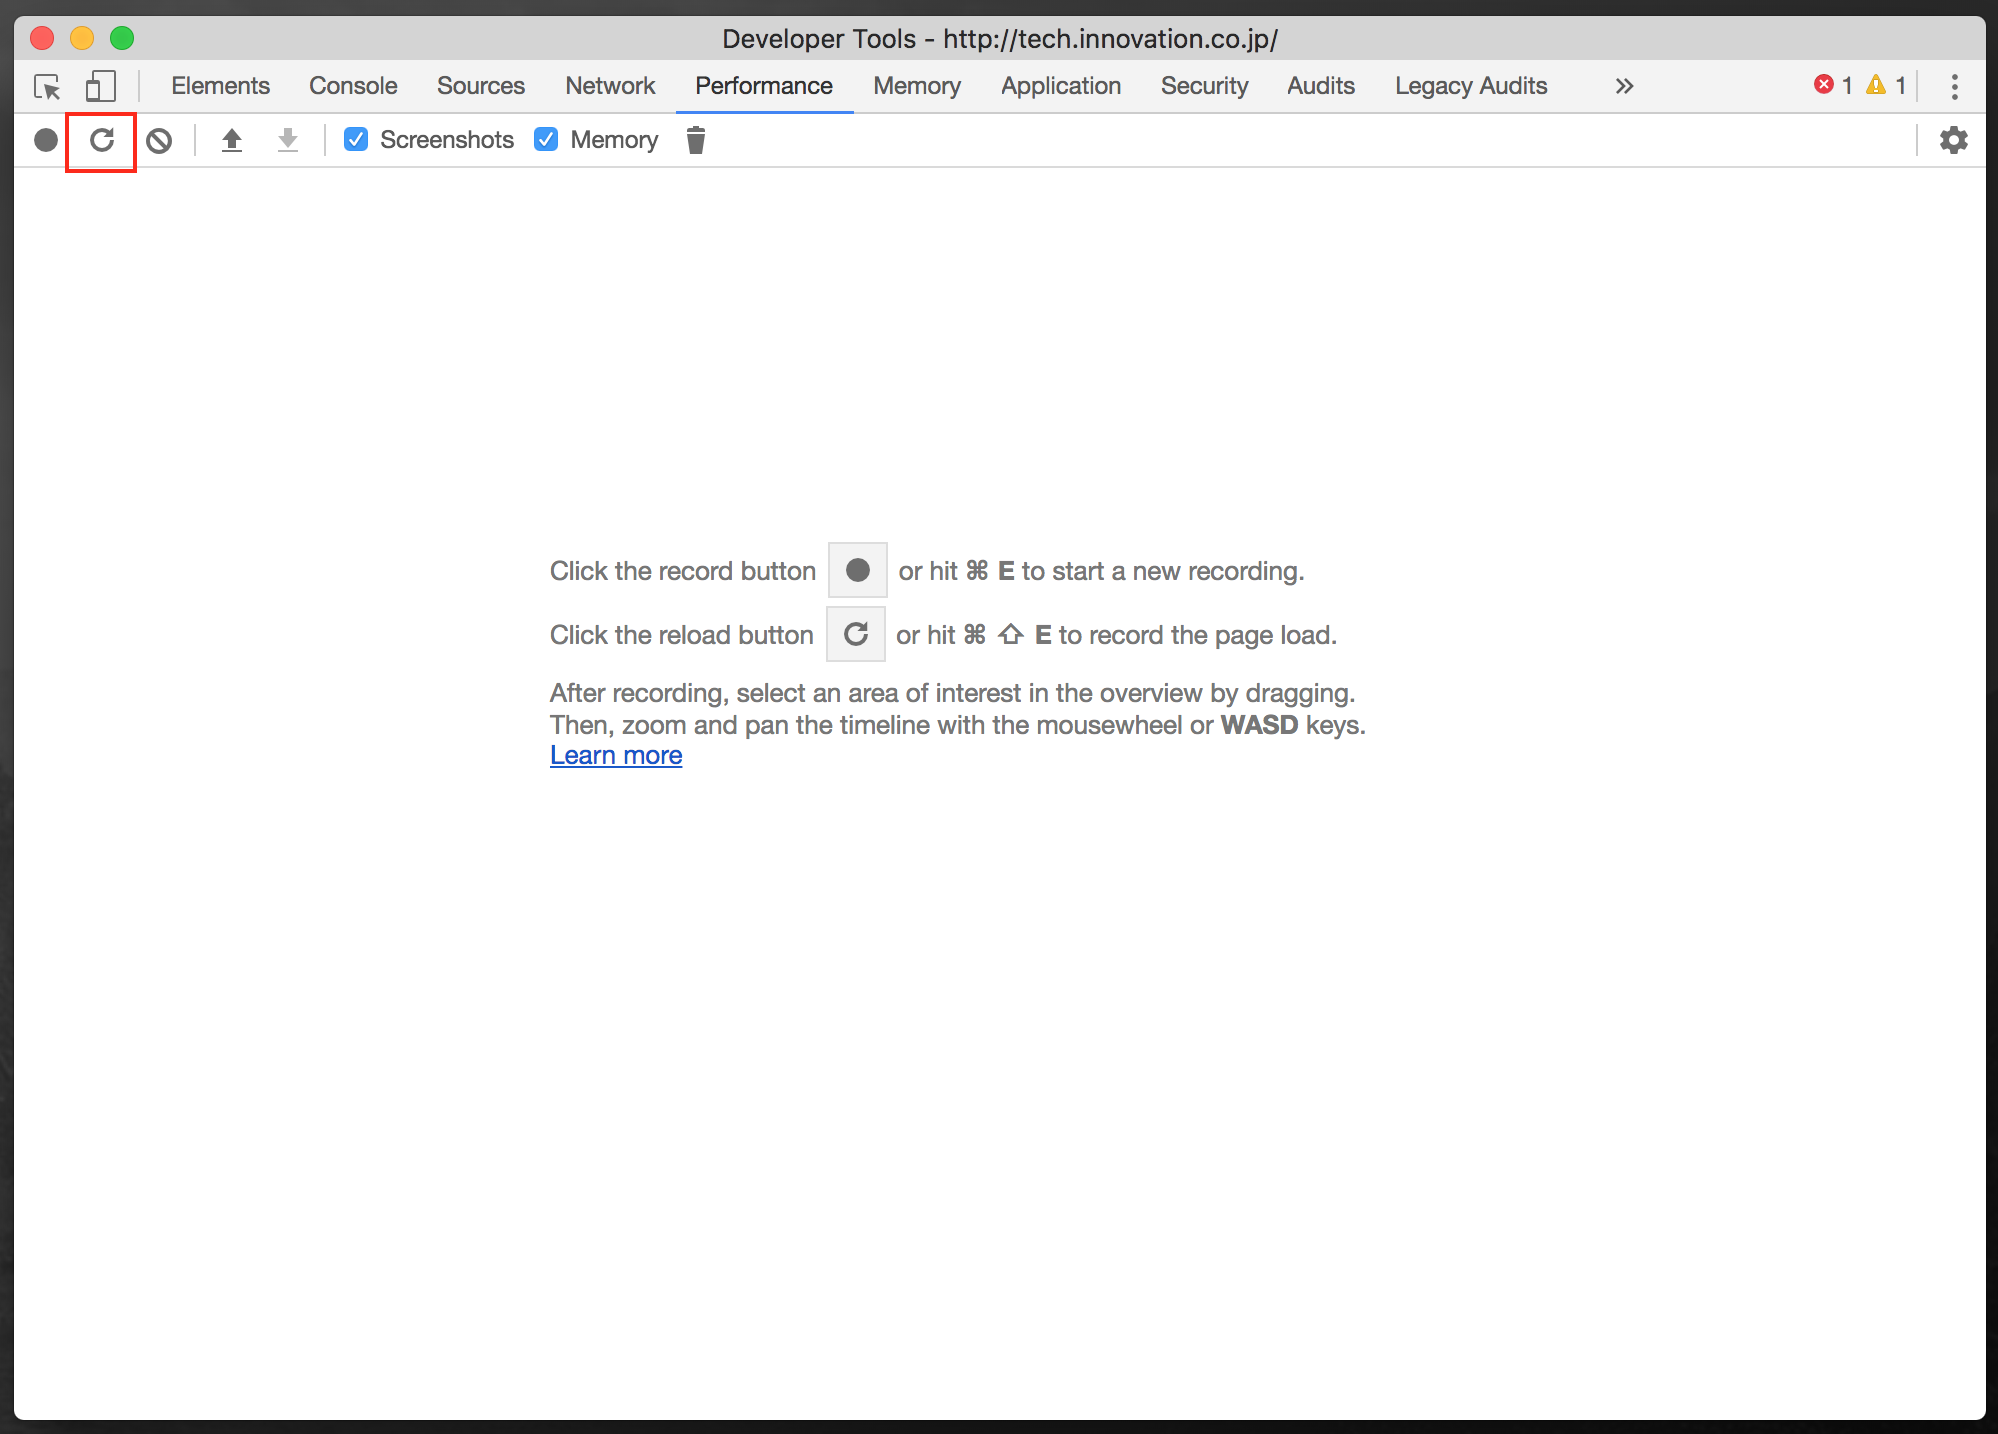 Developer Tools - http://tech.innovation.co.jp/
Elements Console Sources Network Performance Memory Application Security Audits Legacy Audits » 1 1
Screenshots Memory
Click the record button or hit ⌘ E to start a new recording.
Click the reload button or hit ⌘ ⇧ E to record the page load.
After recording, select an area of interest in the overview by dragging.
Then, zoom and pan the timeline with the mousewheel or WASD keys.
Learn more